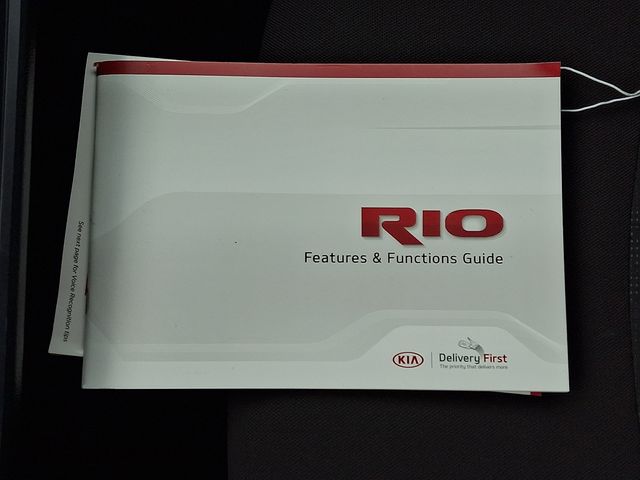 RIO
Features & Functions Guide
KIA
Delivery First
The priority that delivers more
See next page for Voice Recognition tips